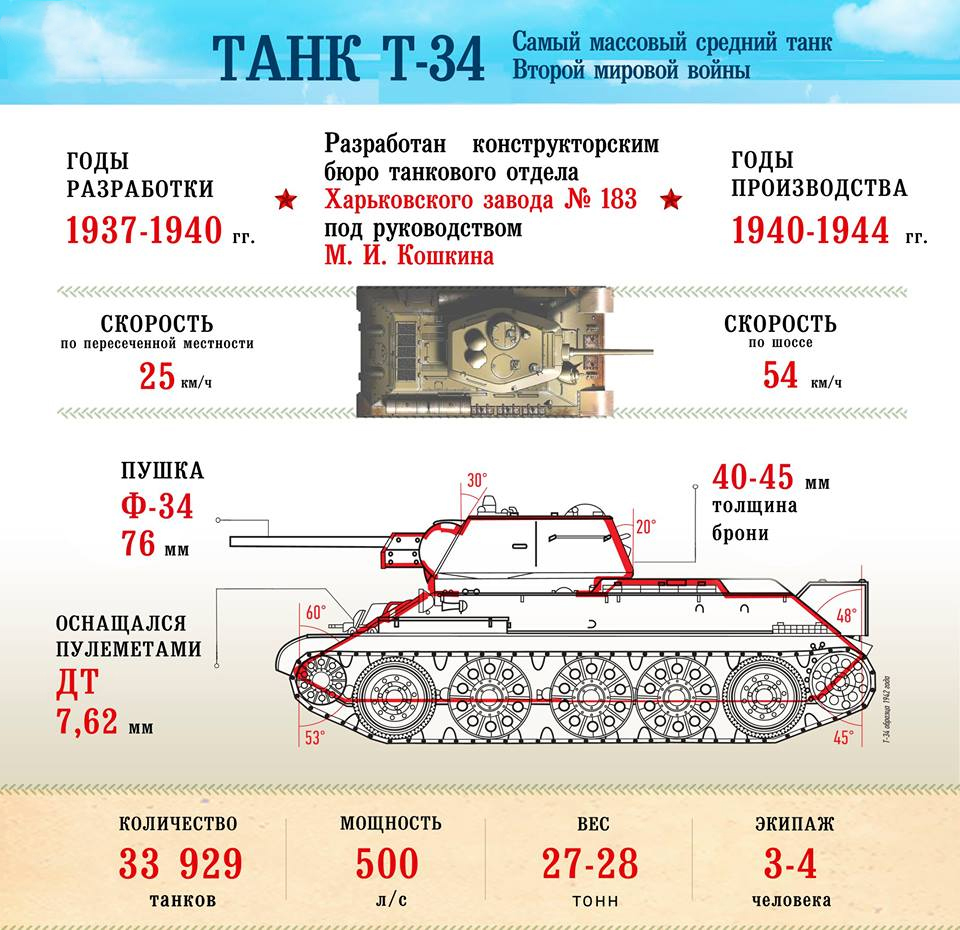 ТАНК Т-34
Самый массовый средний танк
Второй мировой войны
ГОДЫ
РАЗРАБОТКИ
1937-1940 гг.
Разработан конструкторским
бюро танкового отдела
Харьковского завода № 183
под руководством
М. И. Кошкина
ГОДЫ
ПРОИЗВОДСТВА
1940-1944 гг.
СКОРОСТЬ
по пересеченной местности
25 км/ч
СКОРОСТЬ
по шоссе
54 км/ч
ПУШКА
Ф-34
76 мм
30°
20°
40-45 мм
толщина
брони
ОСНАЩАЛСЯ
ПУЛЕМЕТАМИ
ДТ
7,62 мм
60°
48°
53°
45°
Т-34 образца 1942 года
КОЛИЧЕСТВО
33 929
танков
МОЩНОСТЬ
500
л/с
ВЕС
27-28
тонн
ЭКИПАЖ
3-4
человека